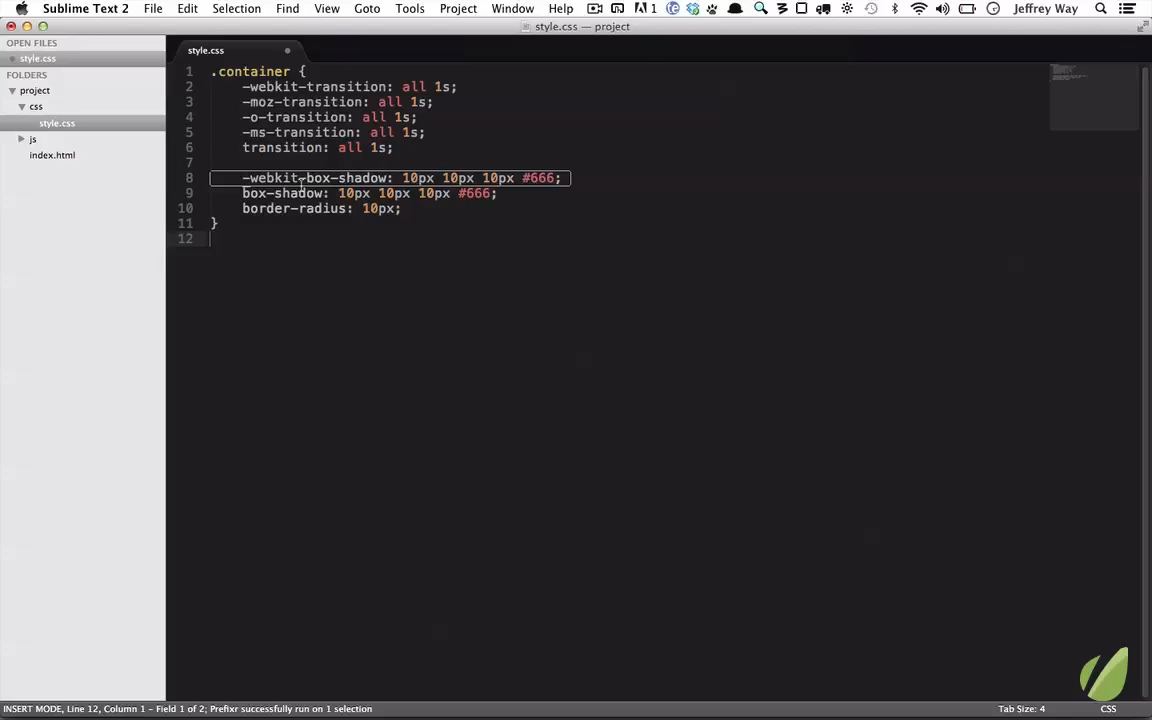 Sublime Text 2 File Edit Selection Find View Goto Tools Project Window Help 1 Jeffrey Way
style.css — project
OPEN FILES
style.css
style.css
FOLDERS
project
css
style.css
js
index.html
1 .container {
2 -webkit-transition: all 1s;
3 -moz-transition: all 1s;
4 -o-transition: all 1s;
5 -ms-transition: all 1s;
6 transition: all 1s;
7
8 -webkit-box-shadow: 10px 10px 10px #666;
9 box-shadow: 10px 10px 10px #666;
10 border-radius: 10px;
11 }
12
INSERT MODE, Line 12, Column 1 - Field 1 of 2; Prefixr successfully run on 1 selection Tab Size: 4 CSS